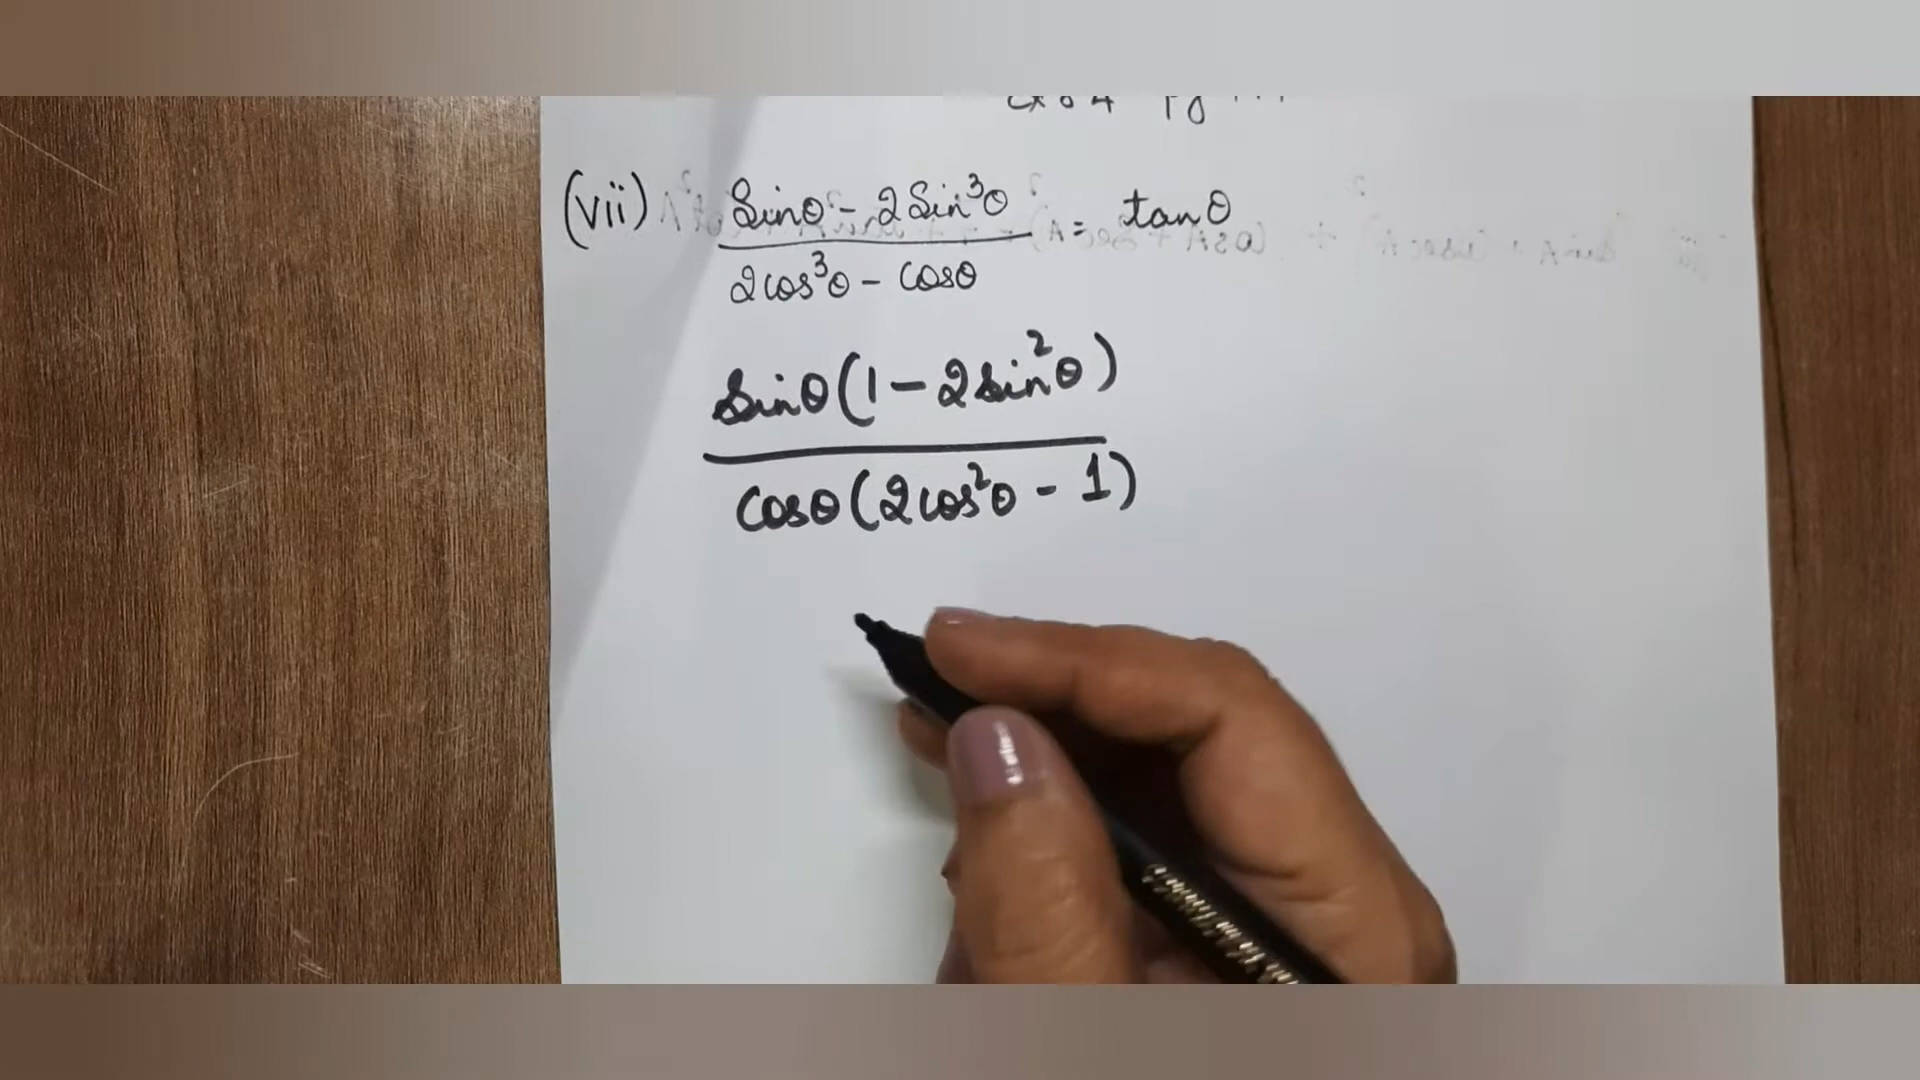 (vii) Sinθ - 2Sin³θ / 2cos³θ - cosθ = tanθ
Sinθ(1 - 2sin²θ)
cosθ(2cos²θ - 1)